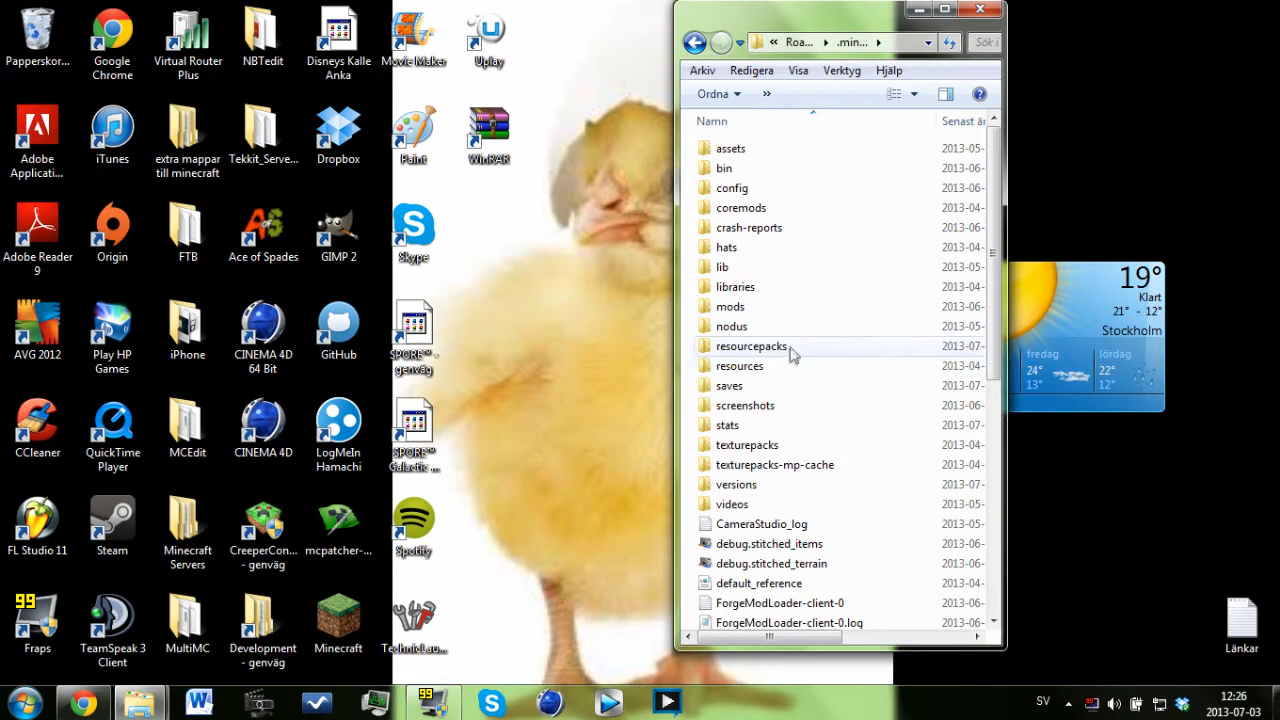 Papperskor...
Google
Chrome
Virtual Router
Plus
NBTedit
Disneys Kalle
Anka
Movie Maker
Uplay
Adobe
Applicati...
iTunes
extra mappar
till minecraft
Tekkit_Serve...
Dropbox
Paint
WinRAR
Adobe Reader
9
Origin
FTB
Ace of Spades
GIMP 2
Skype
AVG 2012
Play HP
Games
iPhone
CINEMA 4D
64 Bit
GitHub
SPORE™ -
genväg
CCleaner
QuickTime
Player
MCEdit
CINEMA 4D
LogMeIn
Hamachi
SPORE™
Galactic ...
FL Studio 11
Steam
Minecraft
Servers
CreeperCon...
- genväg
mcpatcher-...
Spotify
99
Fraps
TeamSpeak 3
Client
MultiMC
Development
- genväg
Minecraft
TechnicLau...
« Roa... .min...
Sök i
Arkiv Redigera Visa Verktyg Hjälp
Ordna »
Namn Senast är
assets 2013-05-
bin 2013-06-
config 2013-06-
coremods 2013-04-
crash-reports 2013-06-
hats 2013-04-
lib 2013-05-
libraries 2013-04-
mods 2013-06-
nodus 2013-05-
resourcepacks 2013-07-
resources 2013-04-
saves 2013-07-
screenshots 2013-06-
stats 2013-07-
texturepacks 2013-04-
texturepacks-mp-cache 2013-04-
versions 2013-06-
videos 2013-06-
CameraStudio_log 2013-05-
debug.stitched_items 2013-06-
debug.stitched_terrain 2013-06-
default_reference 2013-04-
ForgeModLoader-client-0 2013-06-
ForgeModLoader-client-0.log 2013-06-
19°
Klart
21° - 12°
Stockholm
fredag lördag
24° 22°
13° 12°
Länkar
99
SV
12:26
2013-07-03